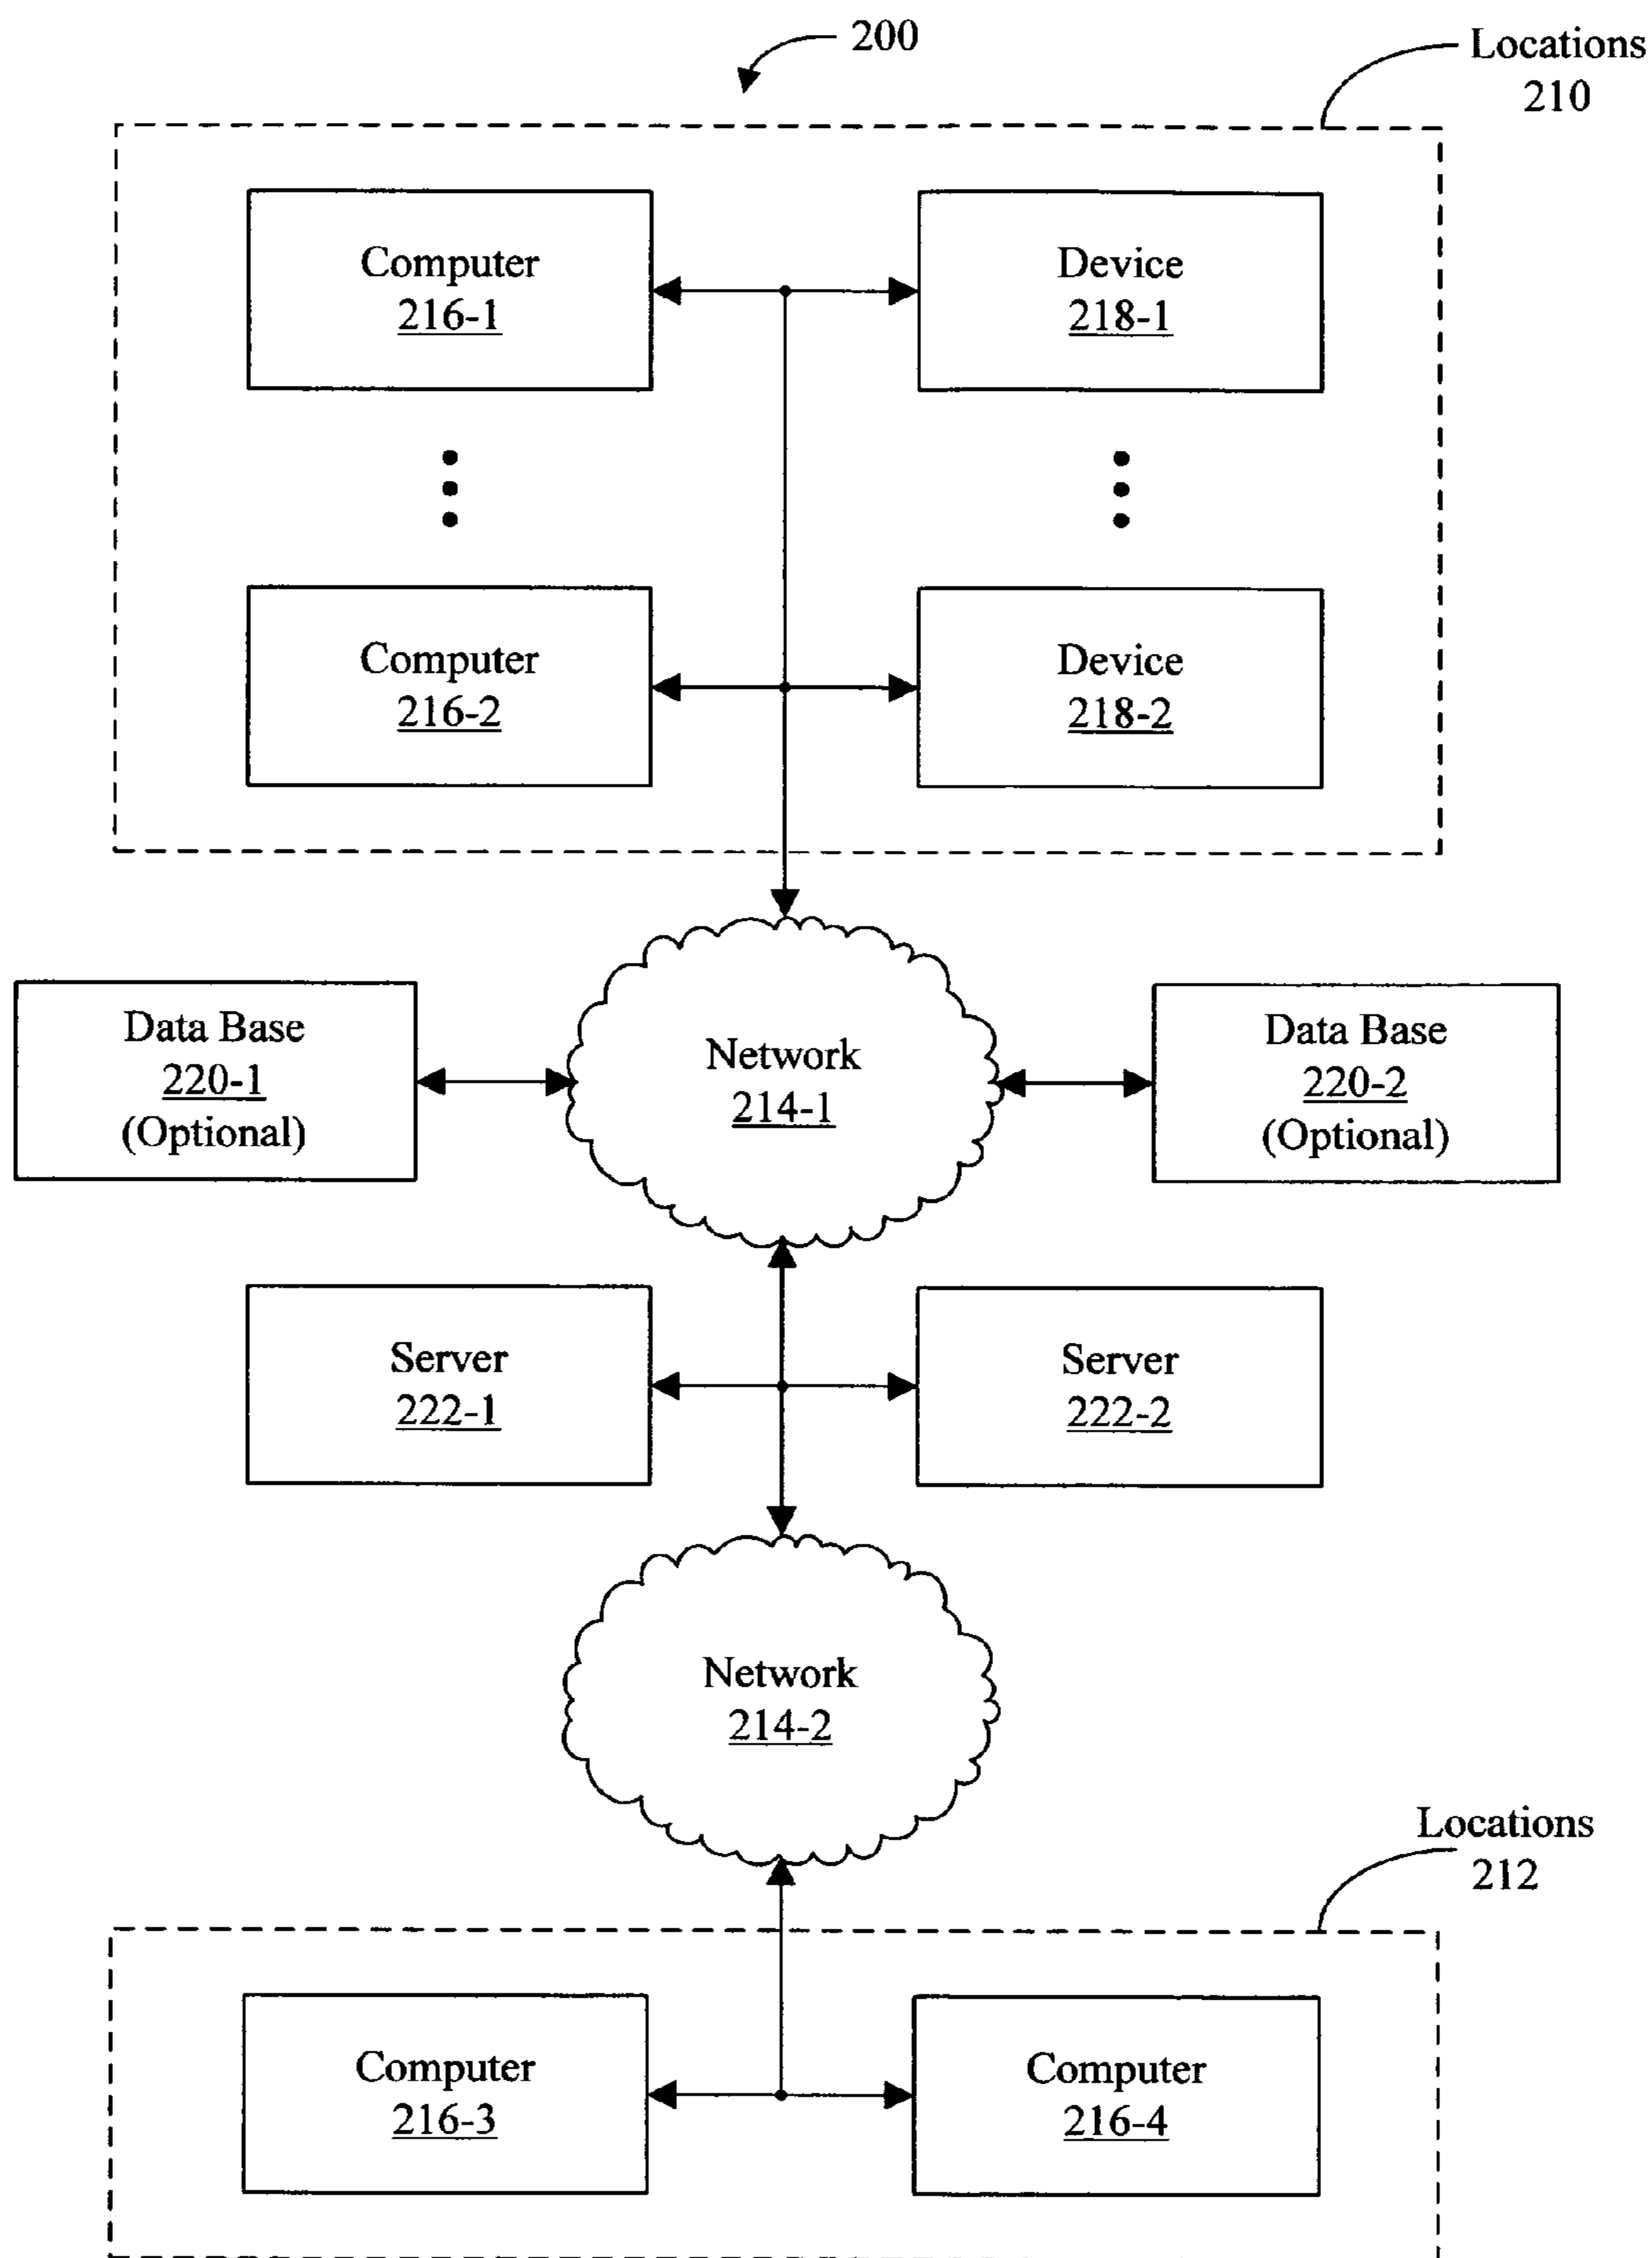 200
Locations
210
Computer
216-1
Device
218-1
Computer
216-2
Device
218-2
Data Base
220-1
(Optional)
Network
214-1
Data Base
220-2
(Optional)
Server
222-1
Server
222-2
Network
214-2
Locations
212
Computer
216-3
Computer
216-4